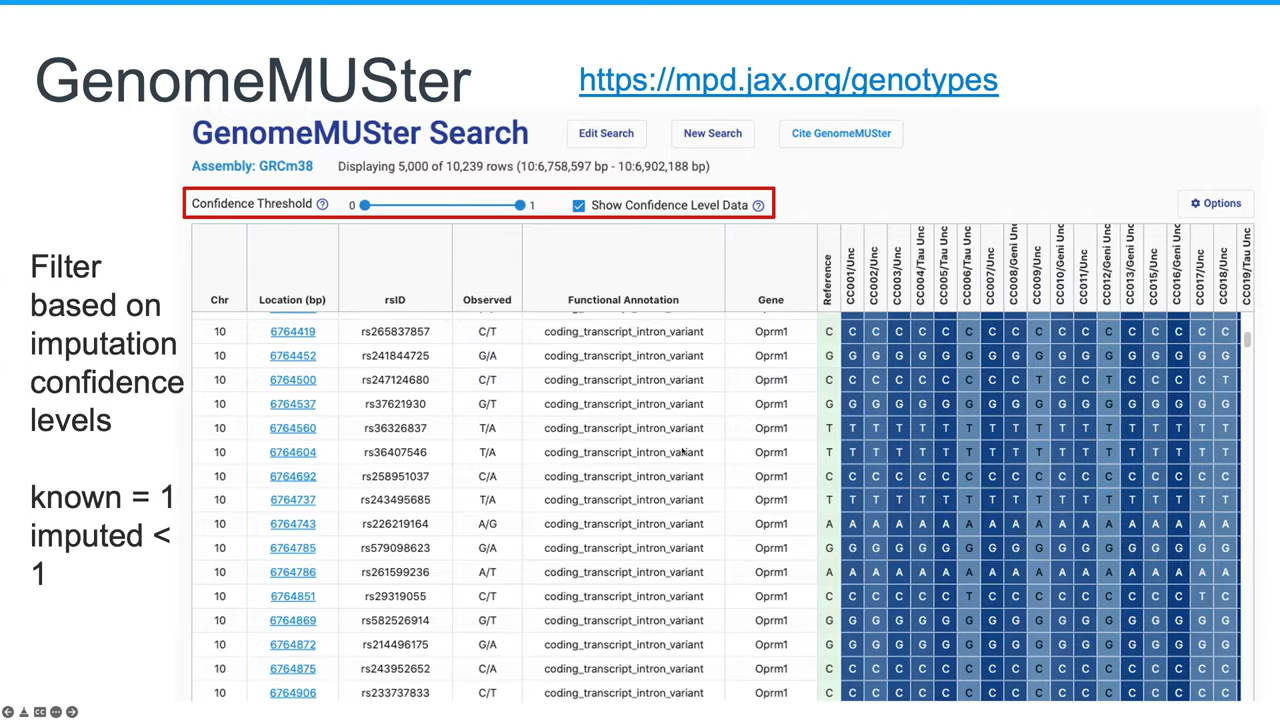 GenomeMUSter
https://mpd.jax.org/genotypes
GenomeMUSter Search
Edit Search
New Search
Cite GenomeMUSter
Assembly: GRCm38
Displaying 5,000 of 10,239 rows (10:6,758,597 bp - 10:6,902,188 bp)
Confidence Threshold
0
1
Show Confidence Level Data
Options
Filter
based on
imputation
confidence
levels
known = 1
imputed <
1
Chr Location (bp) rsID Observed Functional Annotation Gene Reference CC001/Unc CC002/Unc CC003/Unc CC004/Tau Unc CC005/Tau Unc CC006/Tau Unc CC007/Unc CC008/Geni Un CC009/Unc CC010/Geni Unc CC011/Unc CC012/Geni Unc CC013/Geni Unc CC015/Unc CC016/Geni Unc CC017/Unc CC018/Unc CC019/Tau Unc
10 6764419 rs265837857 C/T coding_transcript_intron_variant Oprm1 C C C C C C C C C C C C C C C C C C
10 6764452 rs241844725 G/A coding_transcript_intron_variant Oprm1 G G G G G G G G G G G G G G G G G G
10 6764500 rs247124680 C/T coding_transcript_intron_variant Oprm1 C C C C C C C C C T C C T C C C C T
10 6764537 rs37621930 G/T coding_transcript_intron_variant Oprm1 G G G G G G G G G G G G G G G G G G
10 6764560 rs36326837 T/A coding_transcript_intron_variant Oprm1 T T T T T T T T T T T T T T T T T T
10 6764604 rs36407546 T/A coding_transcript_intron_variant Oprm1 T T T T T T T T T T T T T T T T T T
10 6764692 rs258951037 C/A coding_transcript_intron_variant Oprm1 C C C C C C C C C C C C C C C C C C
10 6764737 rs243495685 T/A coding_transcript_intron_variant Oprm1 T T T T T T T T T T T T T T T T T T
10 6764743 rs226219164 A/G coding_transcript_intron_variant Oprm1 A A A A A A A A A A A A A A A A A A
10 6764785 rs579098623 G/A coding_transcript_intron_variant Oprm1 G G G G G G G G G G G G G G G G G G
10 6764786 rs261599236 A/T coding_transcript_intron_variant Oprm1 A A A A A A A A A A A A A A A A A A
10 6764851 rs29319055 C/T coding_transcript_intron_variant Oprm1 C C C C C C T C C C C C C C C C T C
10 6764869 rs582526914 G/T coding_transcript_intron_variant Oprm1 G G G G G G G G G G G G G G G G G G
10 6764872 rs214496175 G/A coding_transcript_intron_variant Oprm1 G G G G G G G G G G G G G G G G G G
10 6764875 rs243952652 C/A coding_transcript_intron_variant Oprm1 C C C C C C C C C C C C C C C C C C
10 6764906 rs233737833 C/T coding_transcript_intron_variant Oprm1 C C C C C C C C C C C C C C C C C C